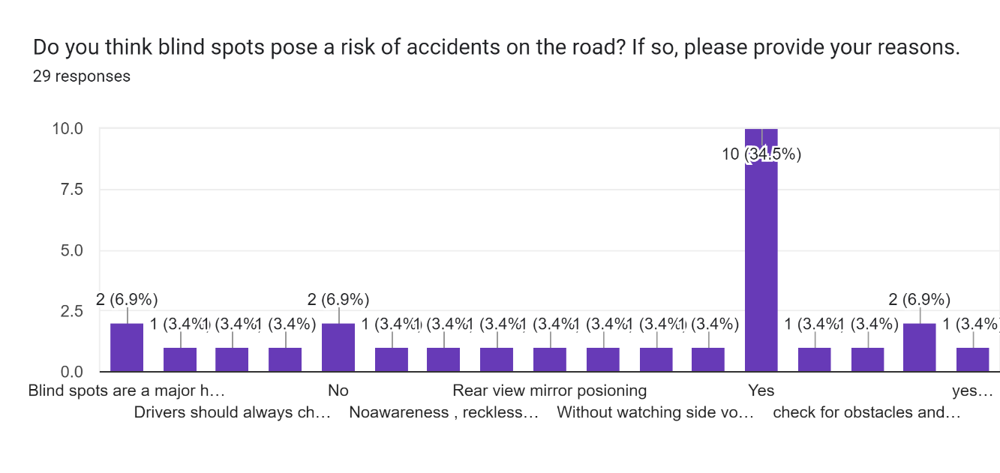 Do you think blind spots pose a risk of accidents on the road? If so, please provide your reasons.
29 responses
10.0
7.5
5.0
2.5
0.0
10 (34.5%)
2 (6.9%) 2 (6.9%) 2 (6.9%)
1 (3.4%) 1 (3.4%) 1 (3.4%) 1 (3.4%) 1 (3.4%) 1 (3.4%) 1 (3.4%) 1 (3.4%) 1 (3.4%) 1 (3.4%) 1 (3.4%) 1 (3.4%) 1 (3.4%)
Blind spots are a major h… No Rear view mirror posioning Yes yes…
Drivers should always ch… Noawareness , reckless… Without watching side vo… check for obstacles and…